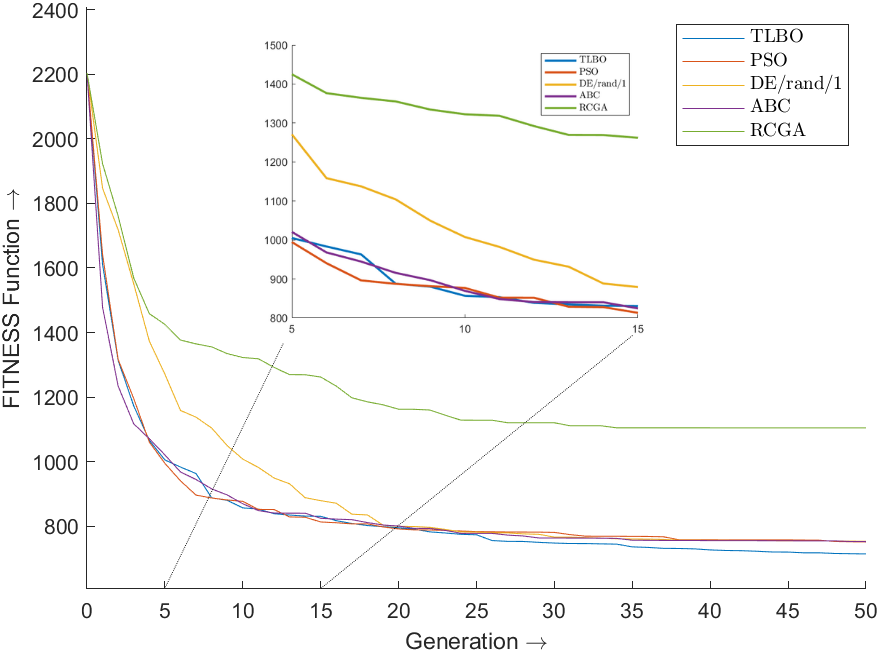 2400
2200
2000
1800
1600
1400
1200
1000
800
FITNESS Function →
0 5 10 15 20 25 30 35 40 45 50
Generation →
1500
1400
1300
1200
1100
1000
900
800
5 10 15
TLBO
PSO
DE/rand/1
ABC
RCGA
TLBO
PSO
DE/rand/1
ABC
RCGA